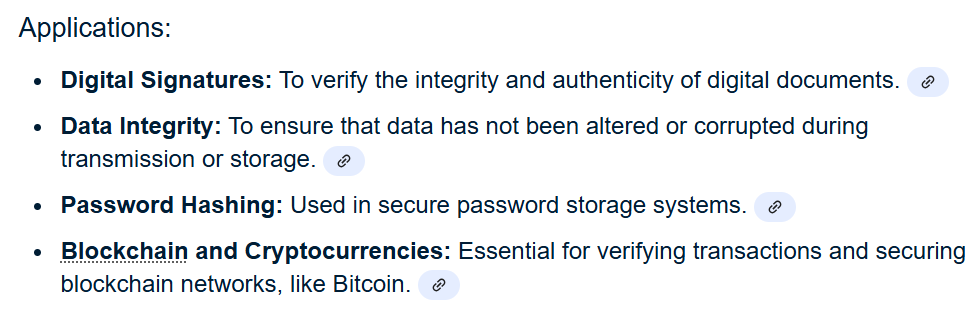 Applications:
• Digital Signatures: To verify the integrity and authenticity of digital documents.
• Data Integrity: To ensure that data has not been altered or corrupted during
transmission or storage.
• Password Hashing: Used in secure password storage systems.
• Blockchain and Cryptocurrencies: Essential for verifying transactions and securing
blockchain networks, like Bitcoin.